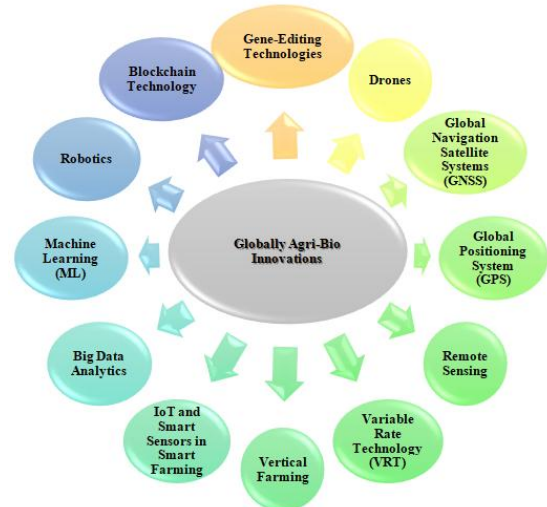 Gene-Editing
Technologies
Drones
Global
Navigation
Satellite
Systems
(GNSS)
Global
Positioning
System
(GPS)
Remote
Sensing
Variable
Rate
Technology
(VRT)
Vertical
Farming
IoT and
Smart
Sensors in
Smart
Farming
Big Data
Analytics
Machine
Learning
(ML)
Robotics
Blockchain
Technology
Globally Agri-Bio
Innovations